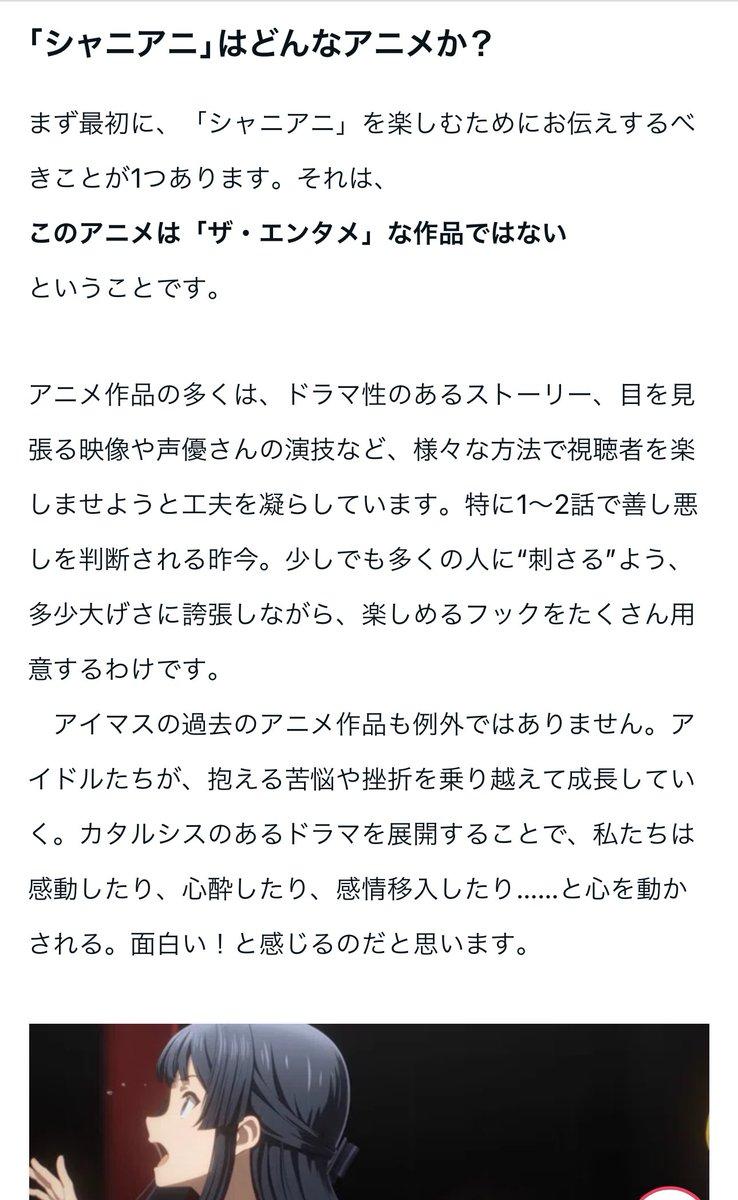 「シャニアニ」はどんなアニメか？
まず最初に、「シャニアニ」を楽しむためにお伝えするべ
きことが1つあります。それは、
このアニメは「ザ・エンタメ」な作品ではない
ということです。
アニメ作品の多くは、ドラマ性のあるストーリー、目を見
張る映像や声優さんの演技など、様々な方法で視聴者を楽
しませようと工夫を凝らしています。特に1〜2話で善し悪
しを判断される昨今。少しでも多くの人に“刺さる”よう、
多少大げさに誇張しながら、楽しめるフックをたくさん用
意するわけです。
　アイマスの過去のアニメ作品も例外ではありません。ア
イドルたちが、抱える苦悩や挫折を乗り越えて成長してい
く。カタルシスのあるドラマを展開することで、私たちは
感動したり、心酔したり、感情移入したり……と心を動か
される。面白い！と感じるのだと思います。